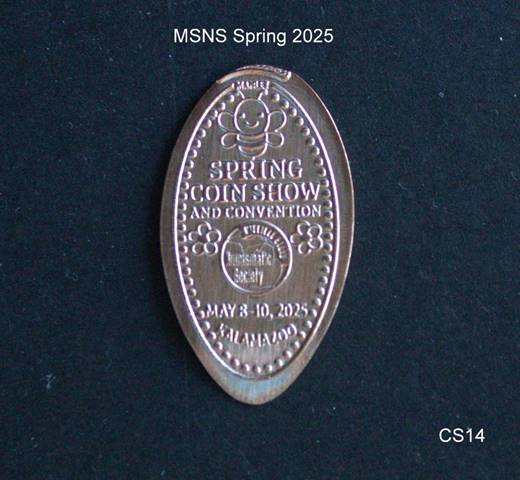 MSNS Spring 2025
SPRING
COIN SHOW
AND CONVENTION
Numismatic
Society
MAY 8-10, 2025
KALAMAZOO
CS14